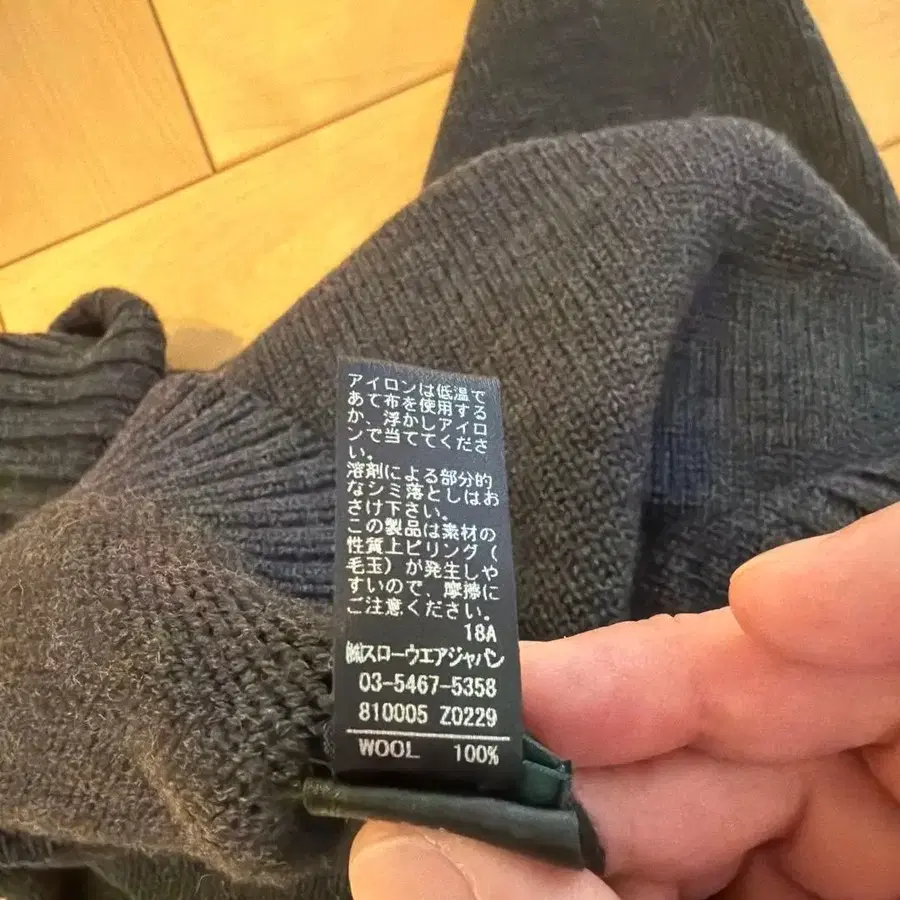 アイロンは低温で
あて布を使用する
か、浮かしアイロ
ンで当ててくださ
い。
溶剤による部分的
なシミ落としはお
さけ下さい。
この製品は素材の
性質上ピリング（
毛玉）が発生しや
すいので、摩擦に
ご注意ください。
18A
㈱スローウエアジャパン
03-5467-5358
810005 Z0229
WOOL 100%